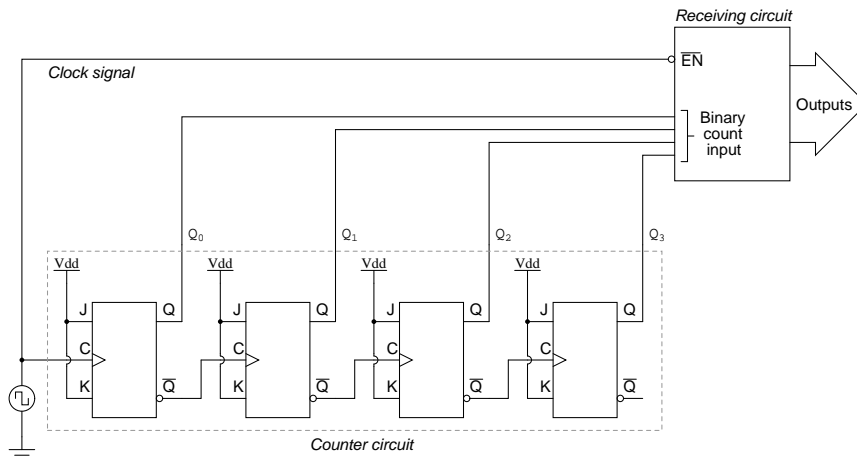 Receiving circuit
Clock signal
EN
Binary
count
input
Outputs
Q0 Q1 Q2 Q3
Vdd Vdd Vdd Vdd
J Q J Q J Q J Q
C C C C
K Q K Q K Q K Q
Counter circuit